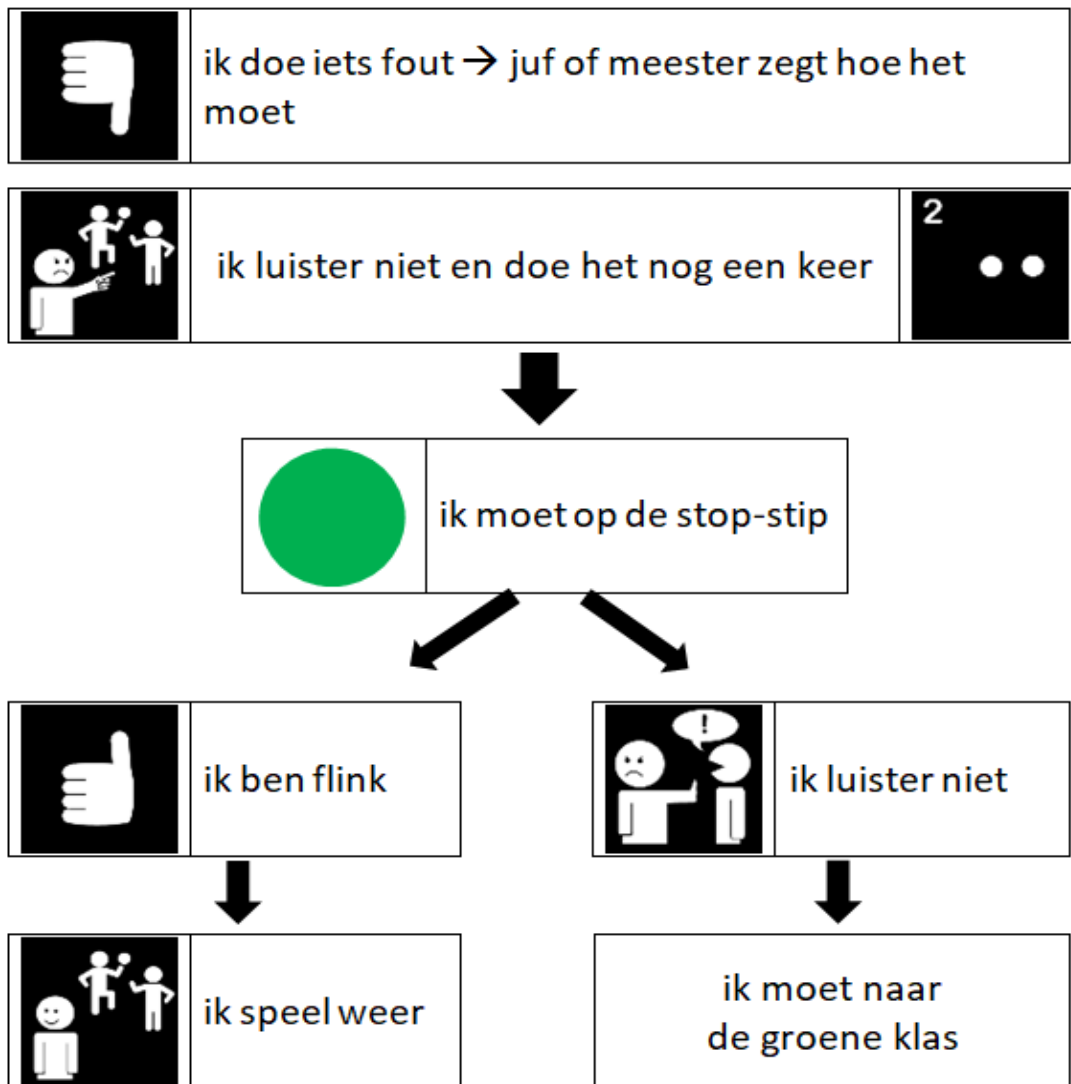 ik doe iets fout → juf of meester zegt hoe het
moet
ik luister niet en doe het nog een keer
2
ik moet op de stop-stip
ik ben flink
!
ik luister niet
ik speel weer
ik moet naar
de groene klas